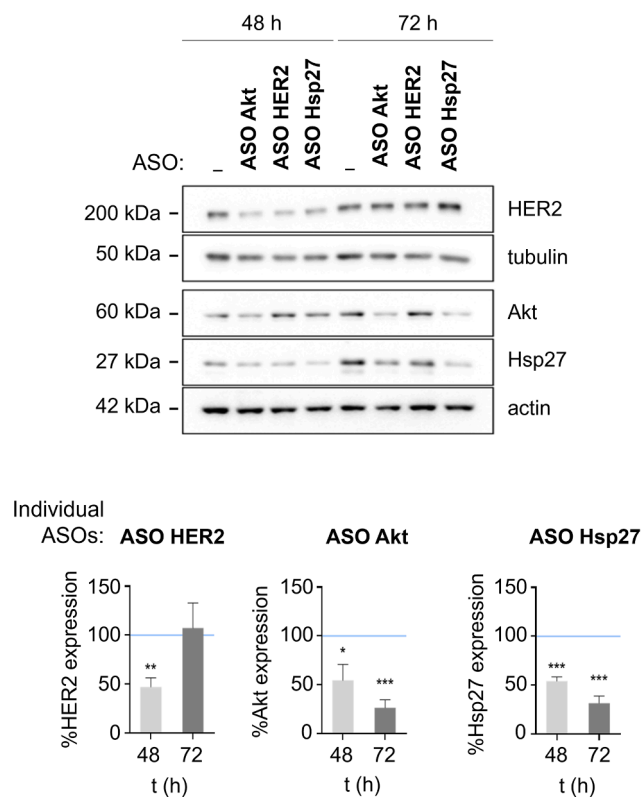 48 h 72 h
ASO: – ASO Akt ASO HER2 ASO Hsp27 – ASO Akt ASO HER2 ASO Hsp27
200 kDa – HER2
50 kDa – tubulin
60 kDa – Akt
27 kDa – Hsp27
42 kDa – actin
Individual
ASOs: ASO HER2 ASO Akt ASO Hsp27
%HER2 expression
150
100
50
0
**
48 72
t (h)
%Akt expression
150
100
50
0
* ***
48 72
t (h)
%Hsp27 expression
150
100
50
0
*** ***
48 72
t (h)